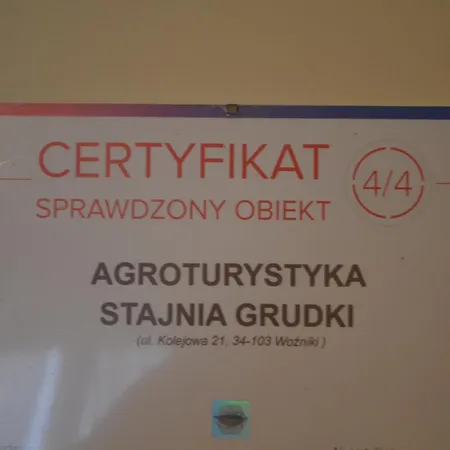 CERTYFIKAT
4/4
SPRAWDZONY OBIEKT
AGROTURYSTYKA
STAJNIA GRUDKI
(ul. Kolejowa 21, 34-103 Woźniki )